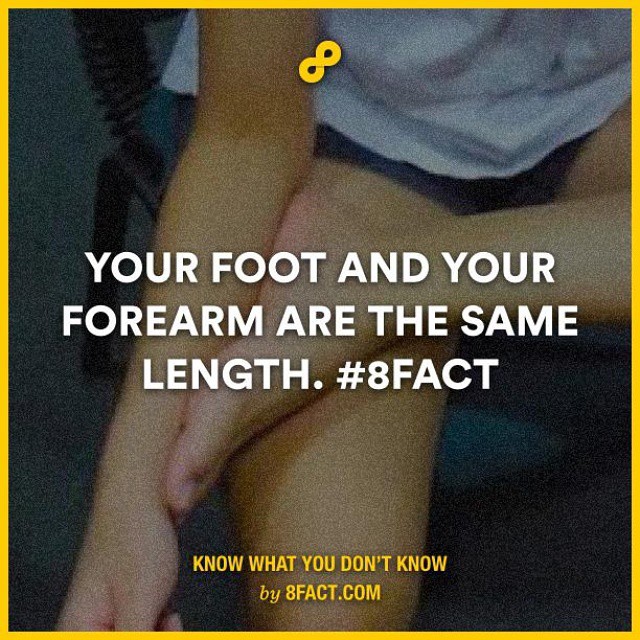 YOUR FOOT AND YOUR
FOREARM ARE THE SAME
LENGTH. #8FACT
KNOW WHAT YOU DON'T KNOW
by 8FACT.COM